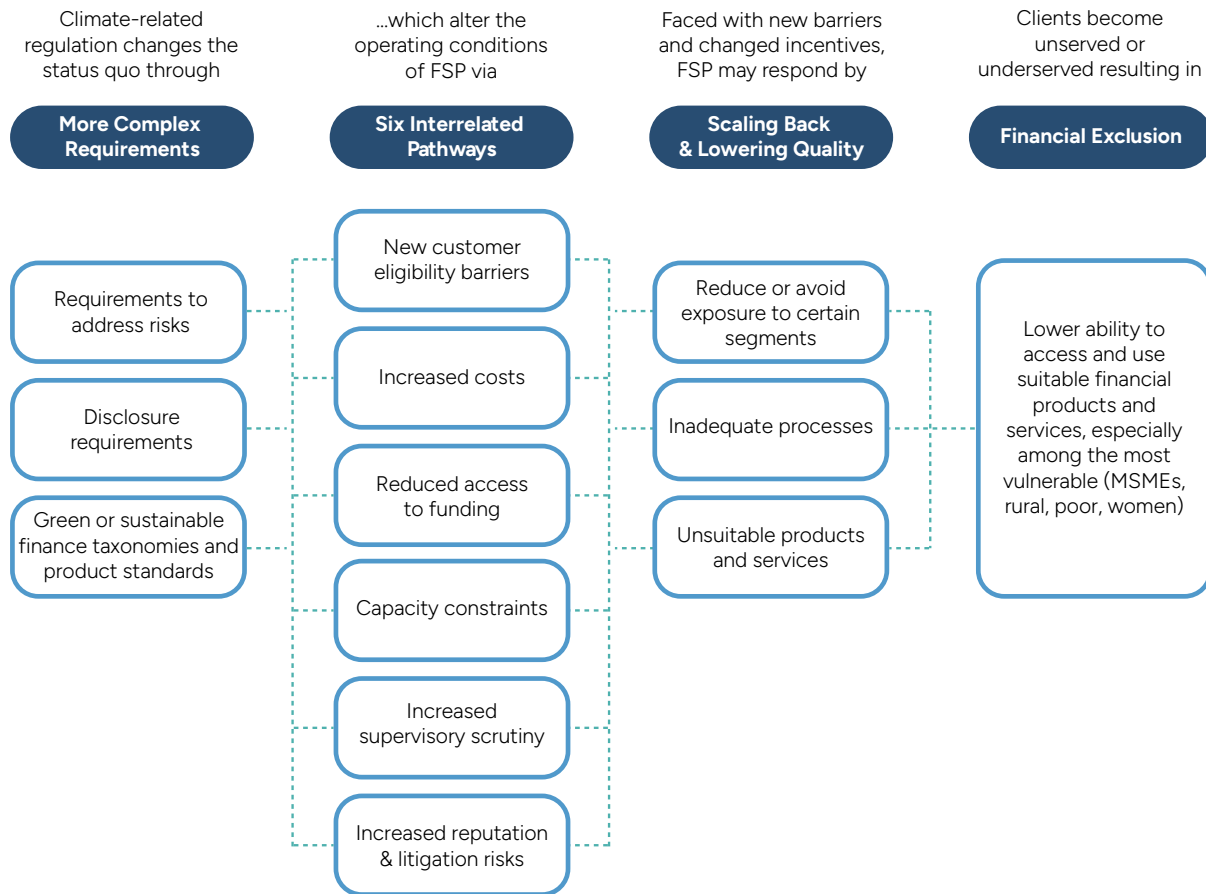 Climate-related
regulation changes the
status quo through
More Complex
Requirements
Requirements to
address risks
Disclosure
requirements
Green or sustainable
finance taxonomies and
product standards
...which alter the
operating conditions
of FSP via
Six Interrelated
Pathways
New customer
eligibility barriers
Increased costs
Reduced access
to funding
Capacity constraints
Increased
supervisory scrutiny
Increased reputation
& litigation risks
Faced with new barriers
and changed incentives,
FSP may respond by
Scaling Back
& Lowering Quality
Reduce or avoid
exposure to certain
segments
Inadequate processes
Unsuitable products
and services
Clients become
unserved or
underserved resulting in
Financial Exclusion
Lower ability to
access and use
suitable financial
products and
services, especially
among the most
vulnerable (MSMEs,
rural, poor, women)